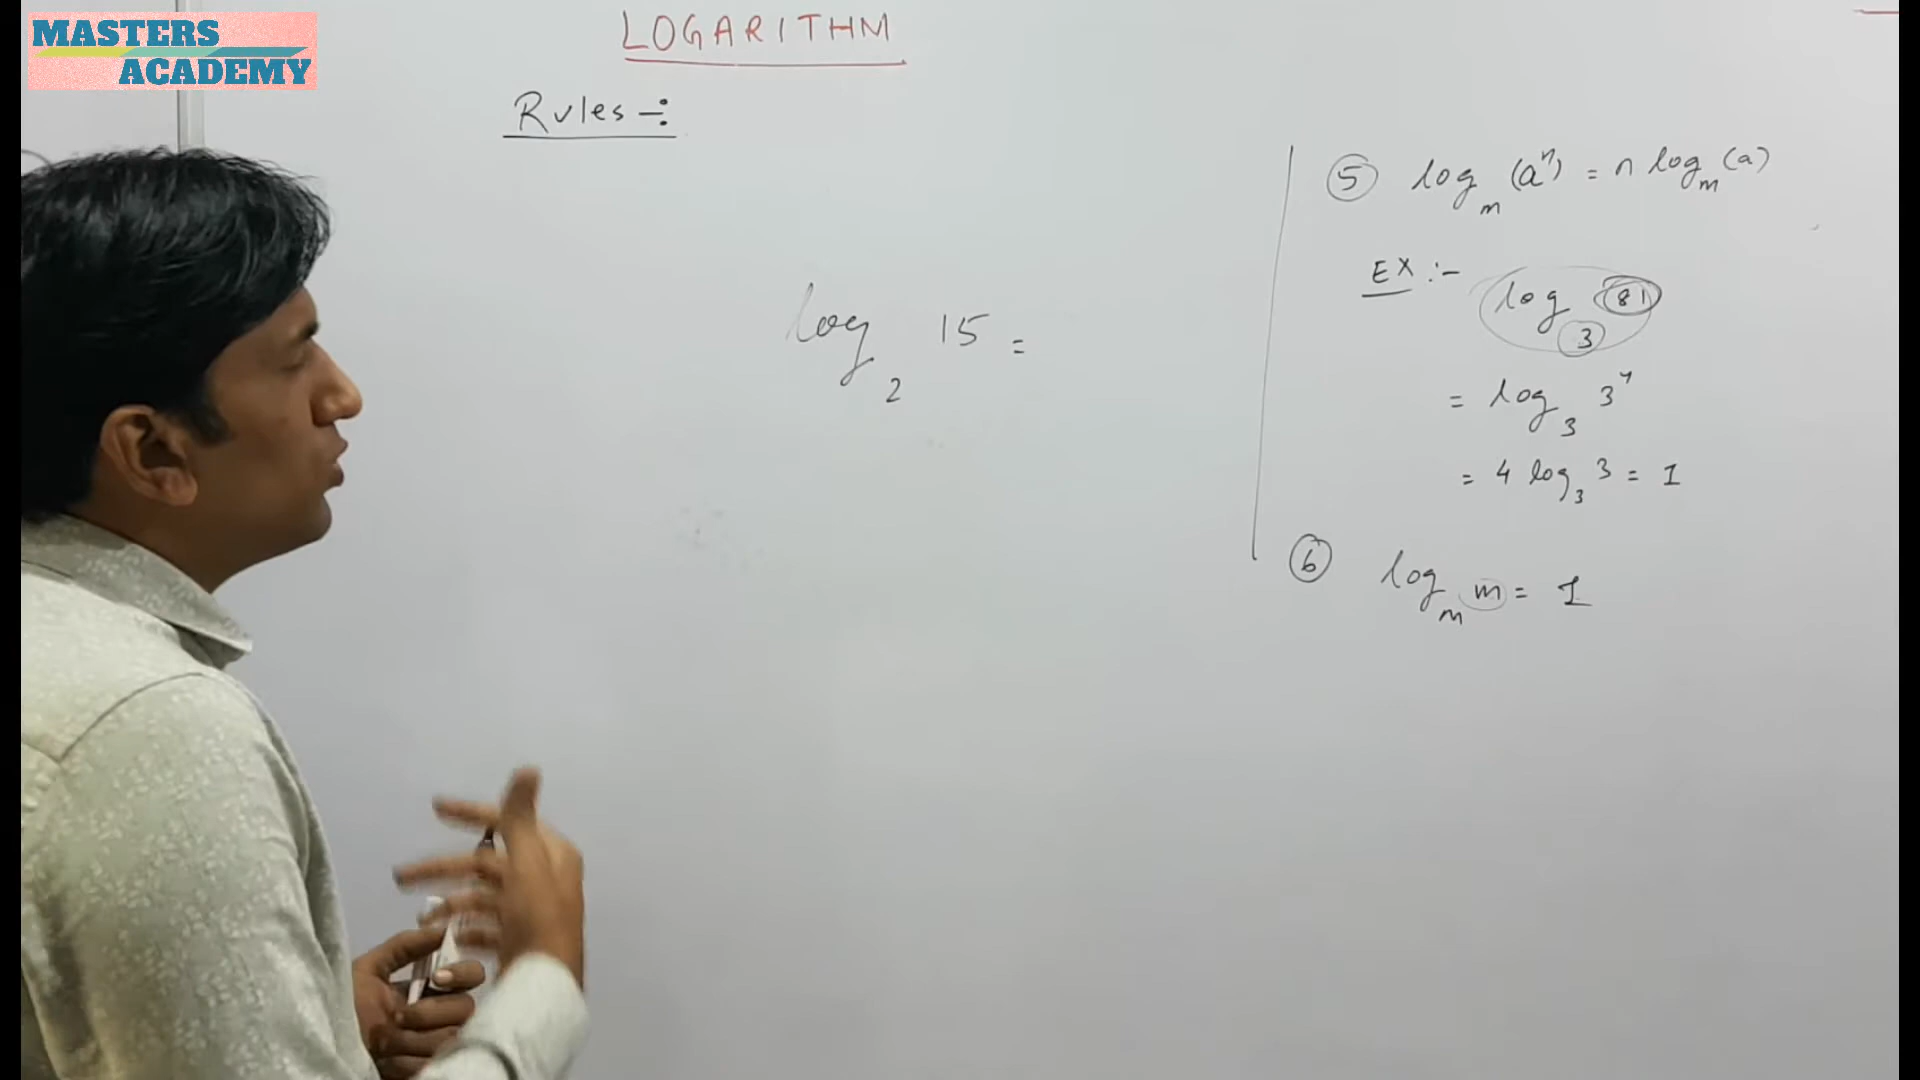 MASTERS
ACADEMY
LOGARITHM
Rules -:
log₂ 15 =
⑤ logₘ (aⁿ) = n logₘ (a)
EX :- log₃ 81
= log₃ 3⁴
= 4 log₃ 3 = 1
⑥ logₘ m = 1